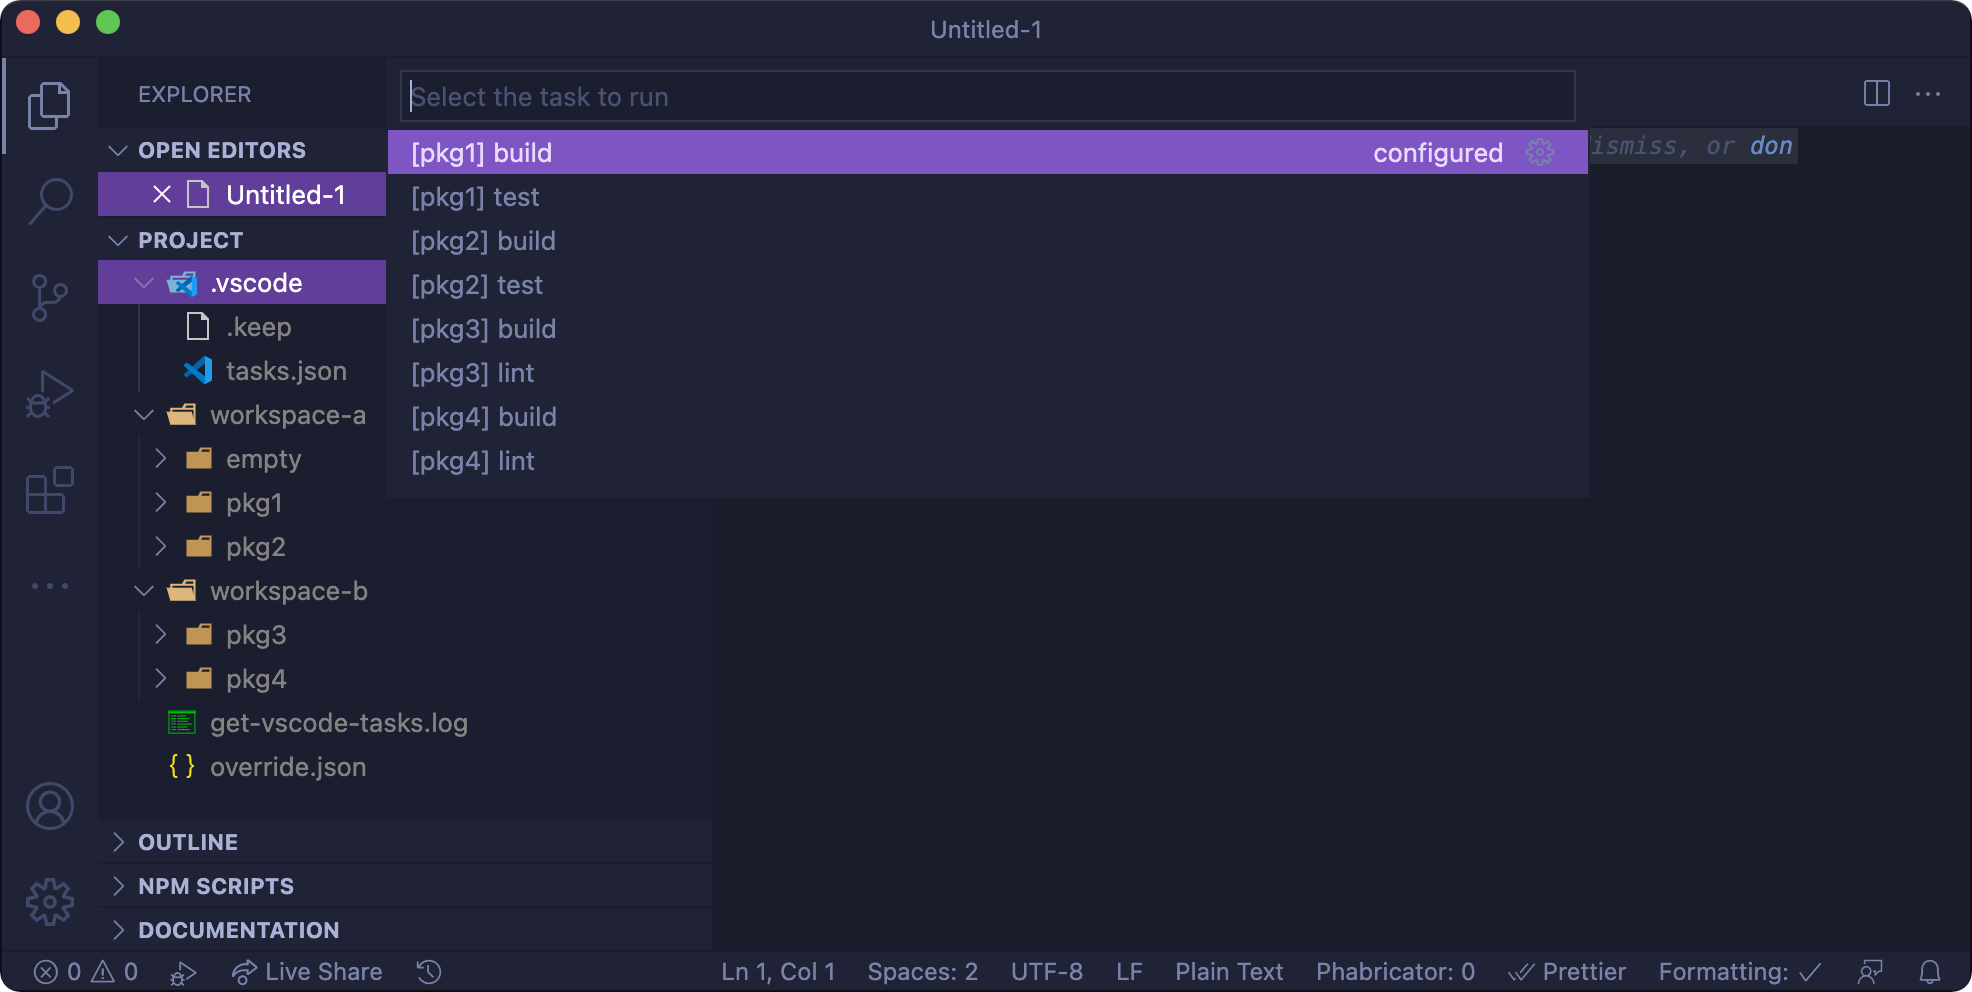 Untitled-1
EXPLORER
OPEN EDITORS
Untitled-1
PROJECT
.vscode
.keep
tasks.json
workspace-a
empty
pkg1
pkg2
workspace-b
pkg3
pkg4
get-vscode-tasks.log
override.json
OUTLINE
NPM SCRIPTS
DOCUMENTATION
Select the task to run
[pkg1] build configured
[pkg1] test
[pkg2] build
[pkg2] test
[pkg3] build
[pkg3] lint
[pkg4] build
[pkg4] lint
ismiss, or don
0 0 Live Share Ln 1, Col 1 Spaces: 2 UTF-8 LF Plain Text Phabricator: 0 Prettier Formatting: